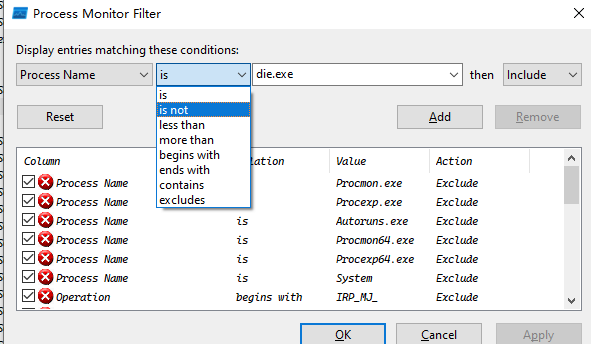 Process Monitor Filter
Display entries matching these conditions:
Process Name is die.exe then Include
is
is not
less than
more than
begins with
ends with
contains
excludes
Reset Add Remove
Column Value Action
Process Name Procmon.exe Exclude
Process Name Procexp.exe Exclude
Process Name is Autoruns.exe Exclude
Process Name is Procmon64.exe Exclude
Process Name is Procexp64.exe Exclude
Process Name is System Exclude
Operation begins with IRP_MJ_ Exclude
OK Cancel Apply